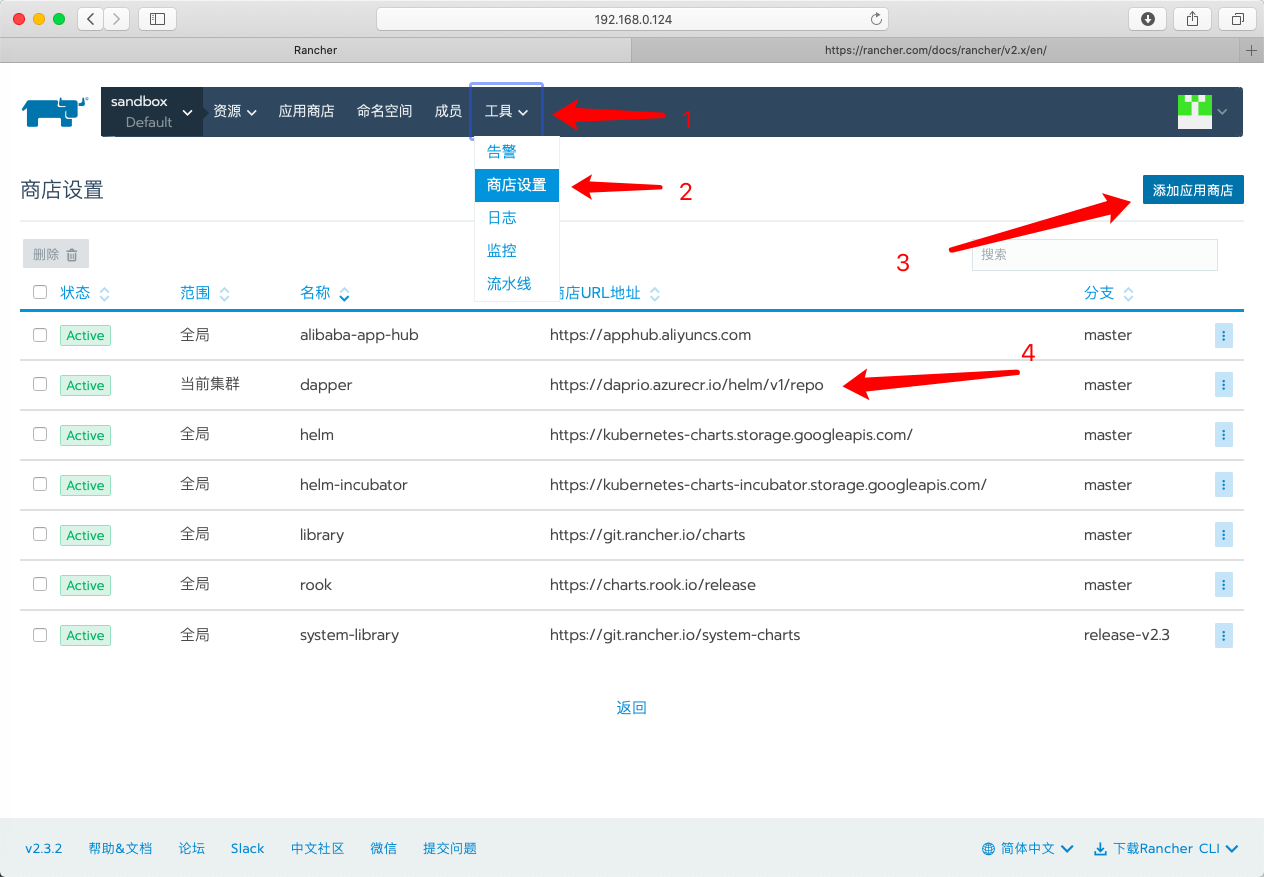 192.168.0.124
Rancher
https://rancher.com/docs/rancher/v2.x/en/
sandbox
Default
资源
应用商店
命名空间
成员
工具
1
告警
商店设置
日志
监控
流水线
2
商店设置
添加应用商店
3
删除
搜索
状态 范围 名称 商店URL地址 分支
Active 全局 alibaba-app-hub https://apphub.aliyuncs.com master
4
Active 当前集群 dapper https://daprio.azurecr.io/helm/v1/repo master
Active 全局 helm https://kubernetes-charts.storage.googleapis.com/ master
Active 全局 helm-incubator https://kubernetes-charts-incubator.storage.googleapis.com/ master
Active 全局 library https://git.rancher.io/charts master
Active 全局 rook https://charts.rook.io/release master
Active 全局 system-library https://git.rancher.io/system-charts release-v2.3
返回
v2.3.2 帮助&文档 论坛 Slack 中文社区 微信 提交问题 简体中文 下载Rancher CLI